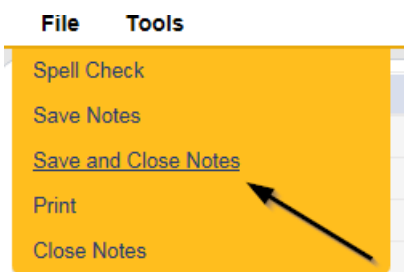 File Tools
Spell Check
Save Notes
Save and Close Notes
Print
Close Notes